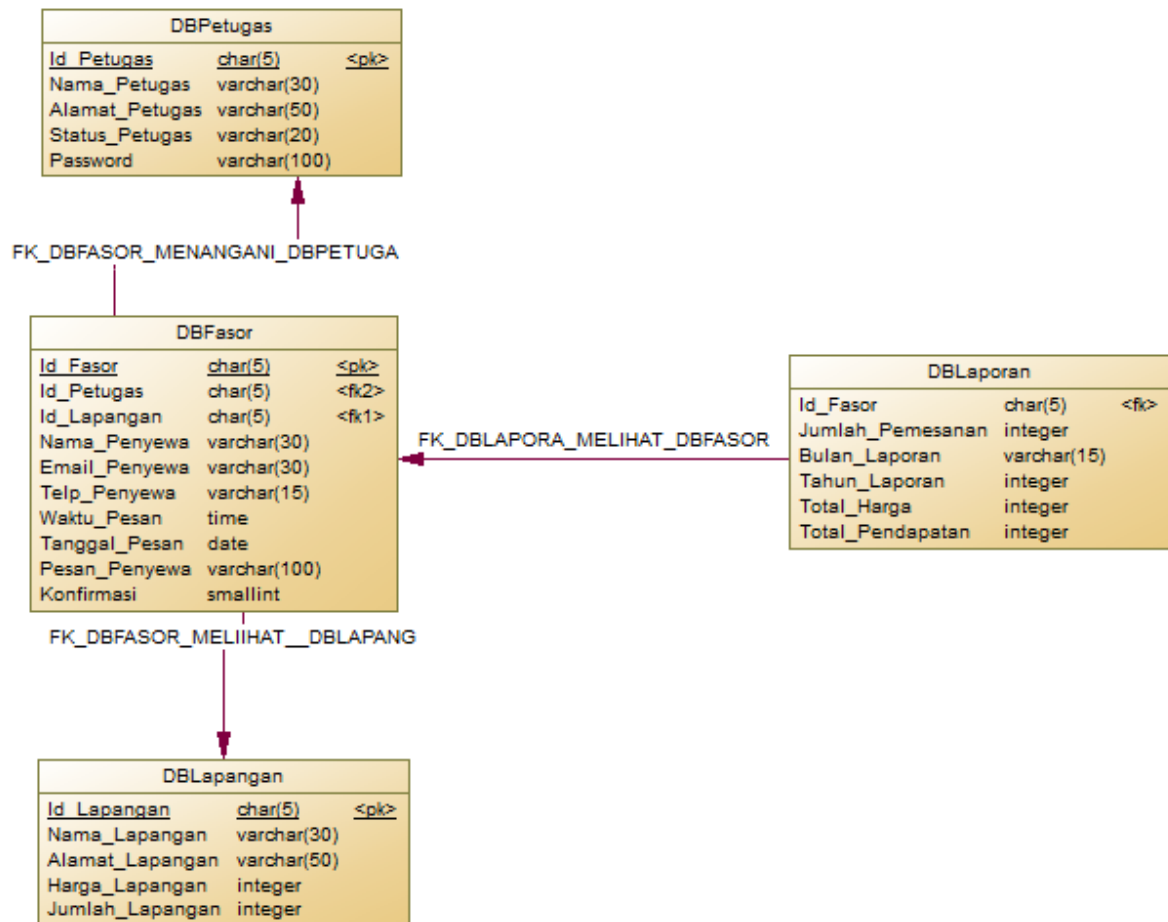 DBPetugas
Id_Petugas char(5) <pk>
Nama_Petugas varchar(30)
Alamat_Petugas varchar(50)
Status_Petugas varchar(20)
Password varchar(100)
FK_DBFASOR_MENANGANI_DBPETUGA
DBFasor
Id_Fasor char(5) <pk>
Id_Petugas char(5) <fk2>
Id_Lapangan char(5) <fk1>
Nama_Penyewa varchar(30)
Email_Penyewa varchar(30)
Telp_Penyewa varchar(15)
Waktu_Pesan time
Tanggal_Pesan date
Pesan_Penyewa varchar(100)
Konfirmasi smallint
FK_DBLAPORA_MELIHAT_DBFASOR
DBLaporan
Id_Fasor char(5) <fk>
Jumlah_Pemesanan integer
Bulan_Laporan varchar(15)
Tahun_Laporan integer
Total_Harga integer
Total_Pendapatan integer
FK_DBFASOR_MELIIHAT__DBLAPANG
DBLapangan
Id_Lapangan char(5) <pk>
Nama_Lapangan varchar(30)
Alamat_Lapangan varchar(50)
Harga_Lapangan integer
Jumlah_Lapangan integer